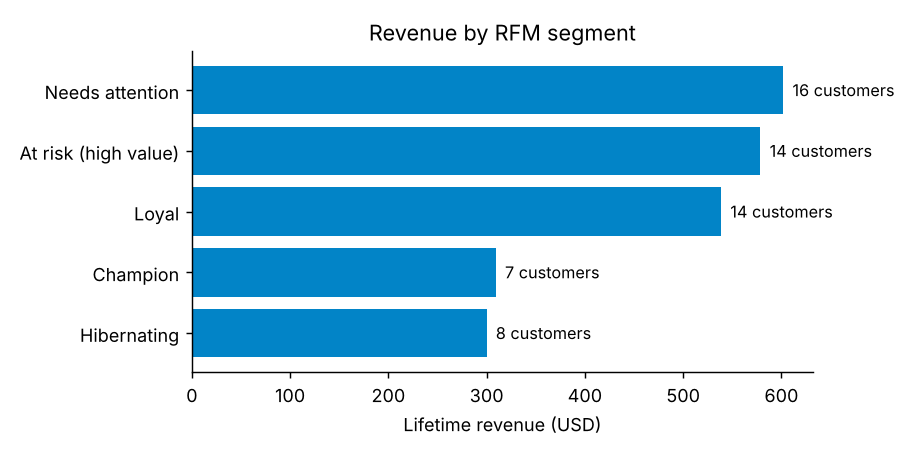 Revenue by RFM segment
Needs attention
16 customers
At risk (high value)
14 customers
Loyal
14 customers
Champion
7 customers
Hibernating
8 customers
0 100 200 300 400 500 600
Lifetime revenue (USD)